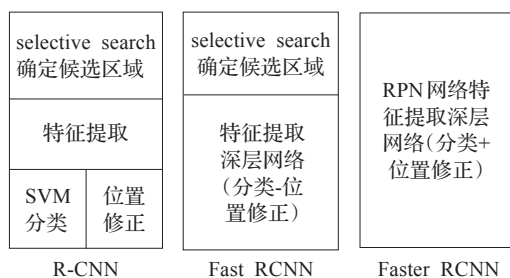 selective search
确定候选区域
特征提取
SVM
分类
位置
修正
R-CNN
selective search
确定候选区域
特征提取
深层网络
（分类-位
置修正）
Fast RCNN
RPN网络特
征提取深层
网络（分类+
位置修正）
Faster RCNN